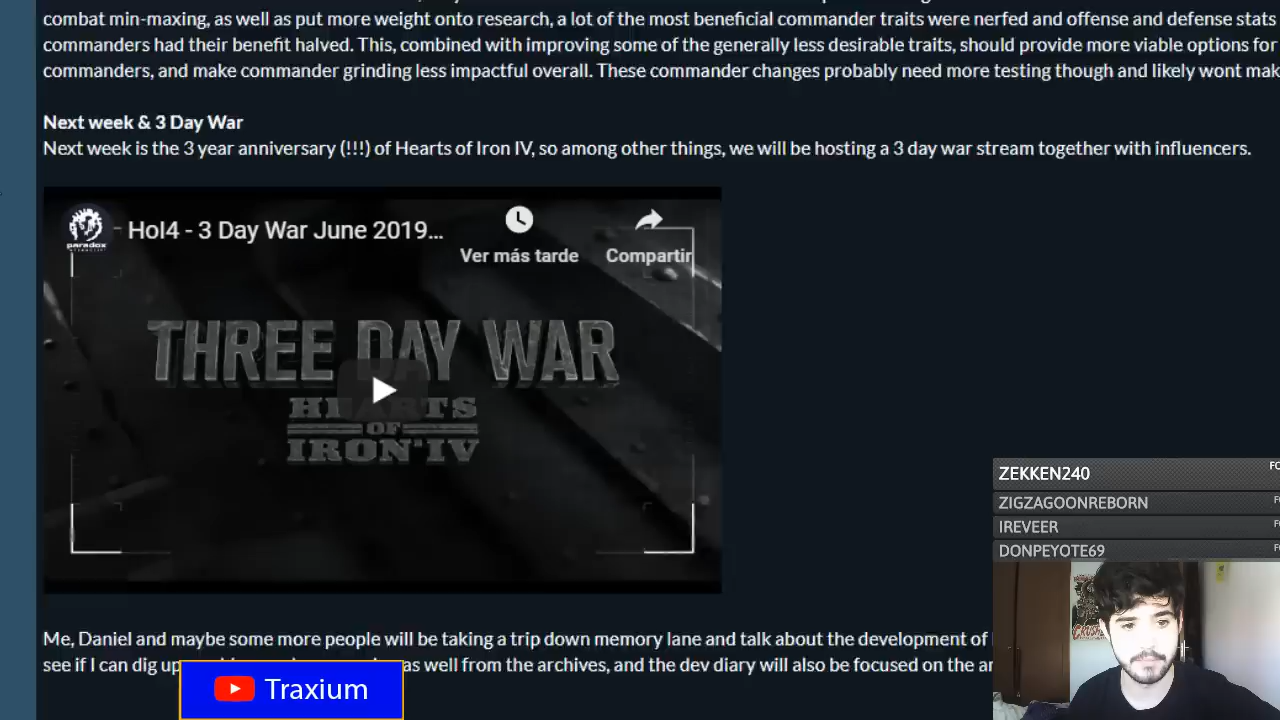 combat min-maxing, as well as put more weight onto research, a lot of the most beneficial commander traits were nerfed and offense and defense stats
commanders had their benefit halved. This, combined with improving some of the generally less desirable traits, should provide more viable options for
commanders, and make commander grinding less impactful overall. These commander changes probably need more testing though and likely wont mak
Next week & 3 Day War
Next week is the 3 year anniversary (!!!) of Hearts of Iron IV, so among other things, we will be hosting a 3 day war stream together with influencers.
paradox
HoI4 - 3 Day War June 2019...
Ver más tarde
Compartir
THREE DAY WAR
HEARTS
OF
IRON IV
ZEKKEN240
ZIGZAGOONREBORN
IREVEER
DONPEYOTE69
Me, Daniel and maybe some more people will be taking a trip down memory lane and talk about the development of
see if I can dig up as well from the archives, and the dev diary will also be focused on the
Traxium